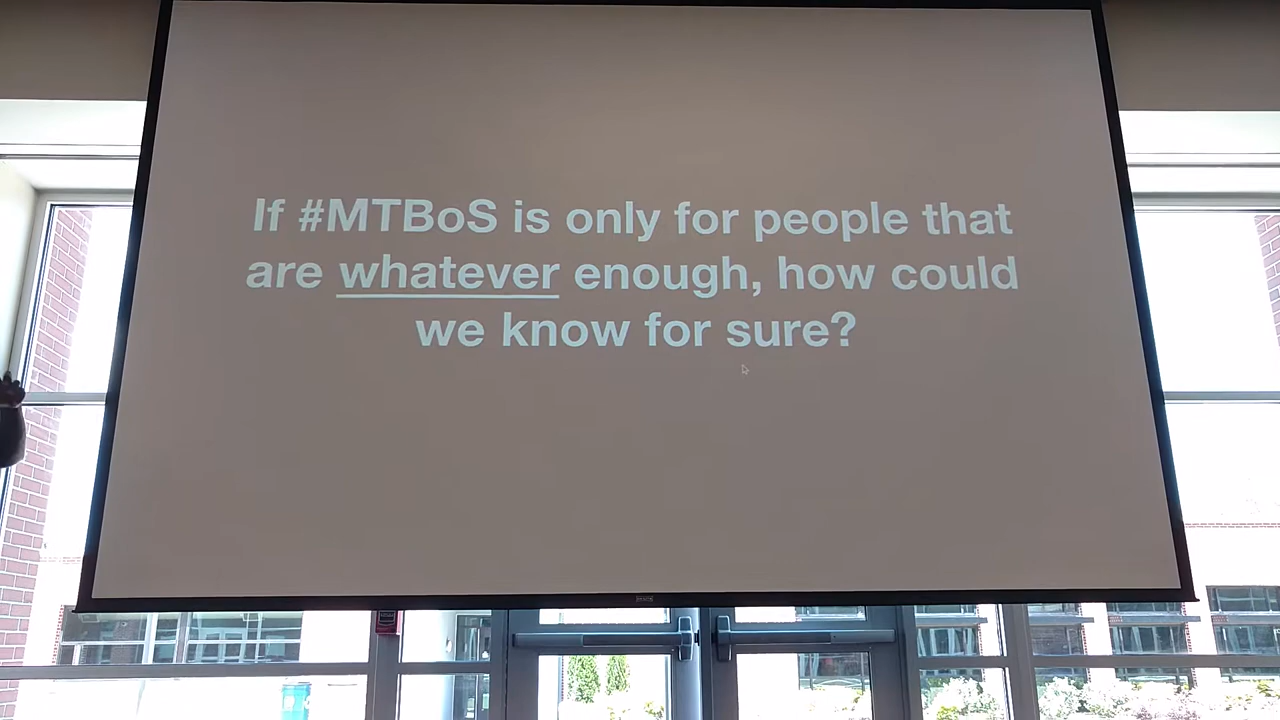 If #MTBoS is only for people that
are whatever enough, how could
we know for sure?